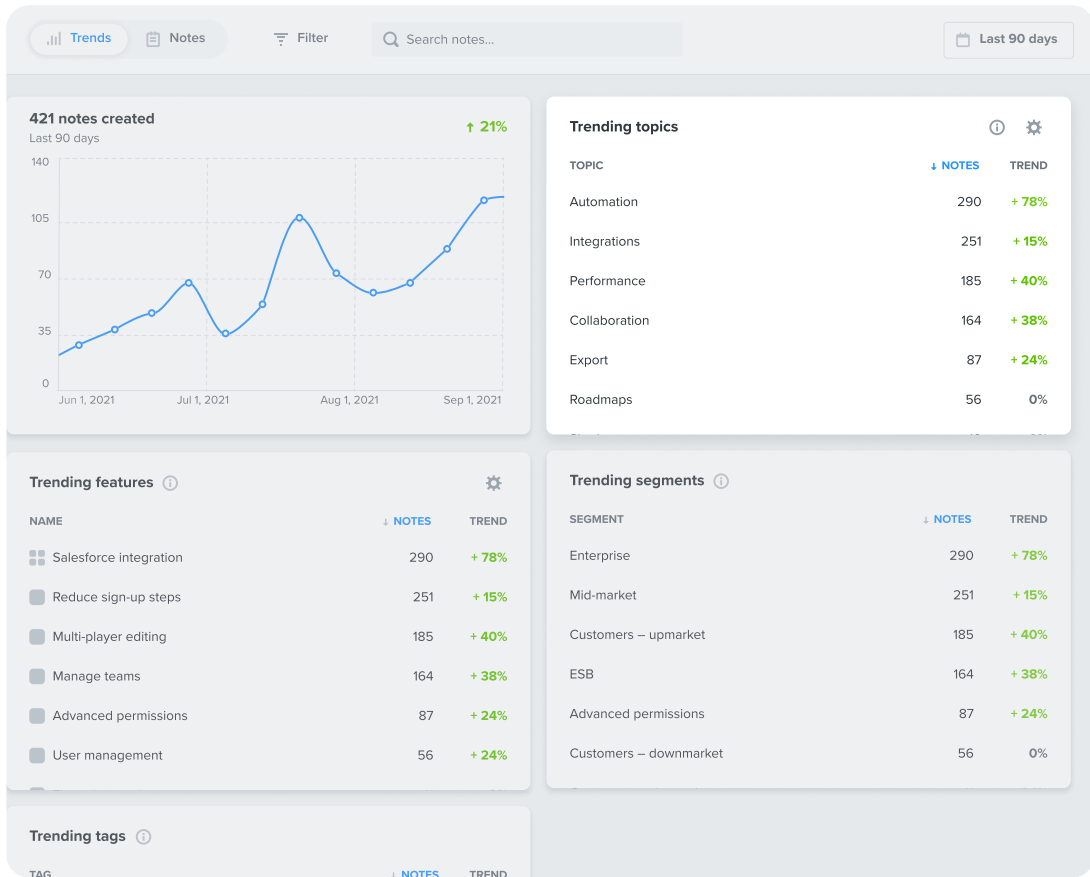 Trends Notes Filter Search notes... Last 90 days
421 notes created
Last 90 days
↑ 21%
140
105
70
35
0
Jun 1, 2021 Jul 1, 2021 Aug 1, 2021 Sep 1, 2021
Trending topics
TOPIC ↓ NOTES TREND
Automation 290 + 78%
Integrations 251 + 15%
Performance 185 + 40%
Collaboration 164 + 38%
Export 87 + 24%
Roadmaps 56 0%
Trending features
NAME ↓ NOTES TREND
Salesforce integration 290 + 78%
Reduce sign-up steps 251 + 15%
Multi-player editing 185 + 40%
Manage teams 164 + 38%
Advanced permissions 87 + 24%
User management 56 + 24%
Trending segments
SEGMENT ↓ NOTES TREND
Enterprise 290 + 78%
Mid-market 251 + 15%
Customers – upmarket 185 + 40%
ESB 164 + 38%
Advanced permissions 87 + 24%
Customers – downmarket 56 0%
Trending tags
TAG ↓ NOTES TREND